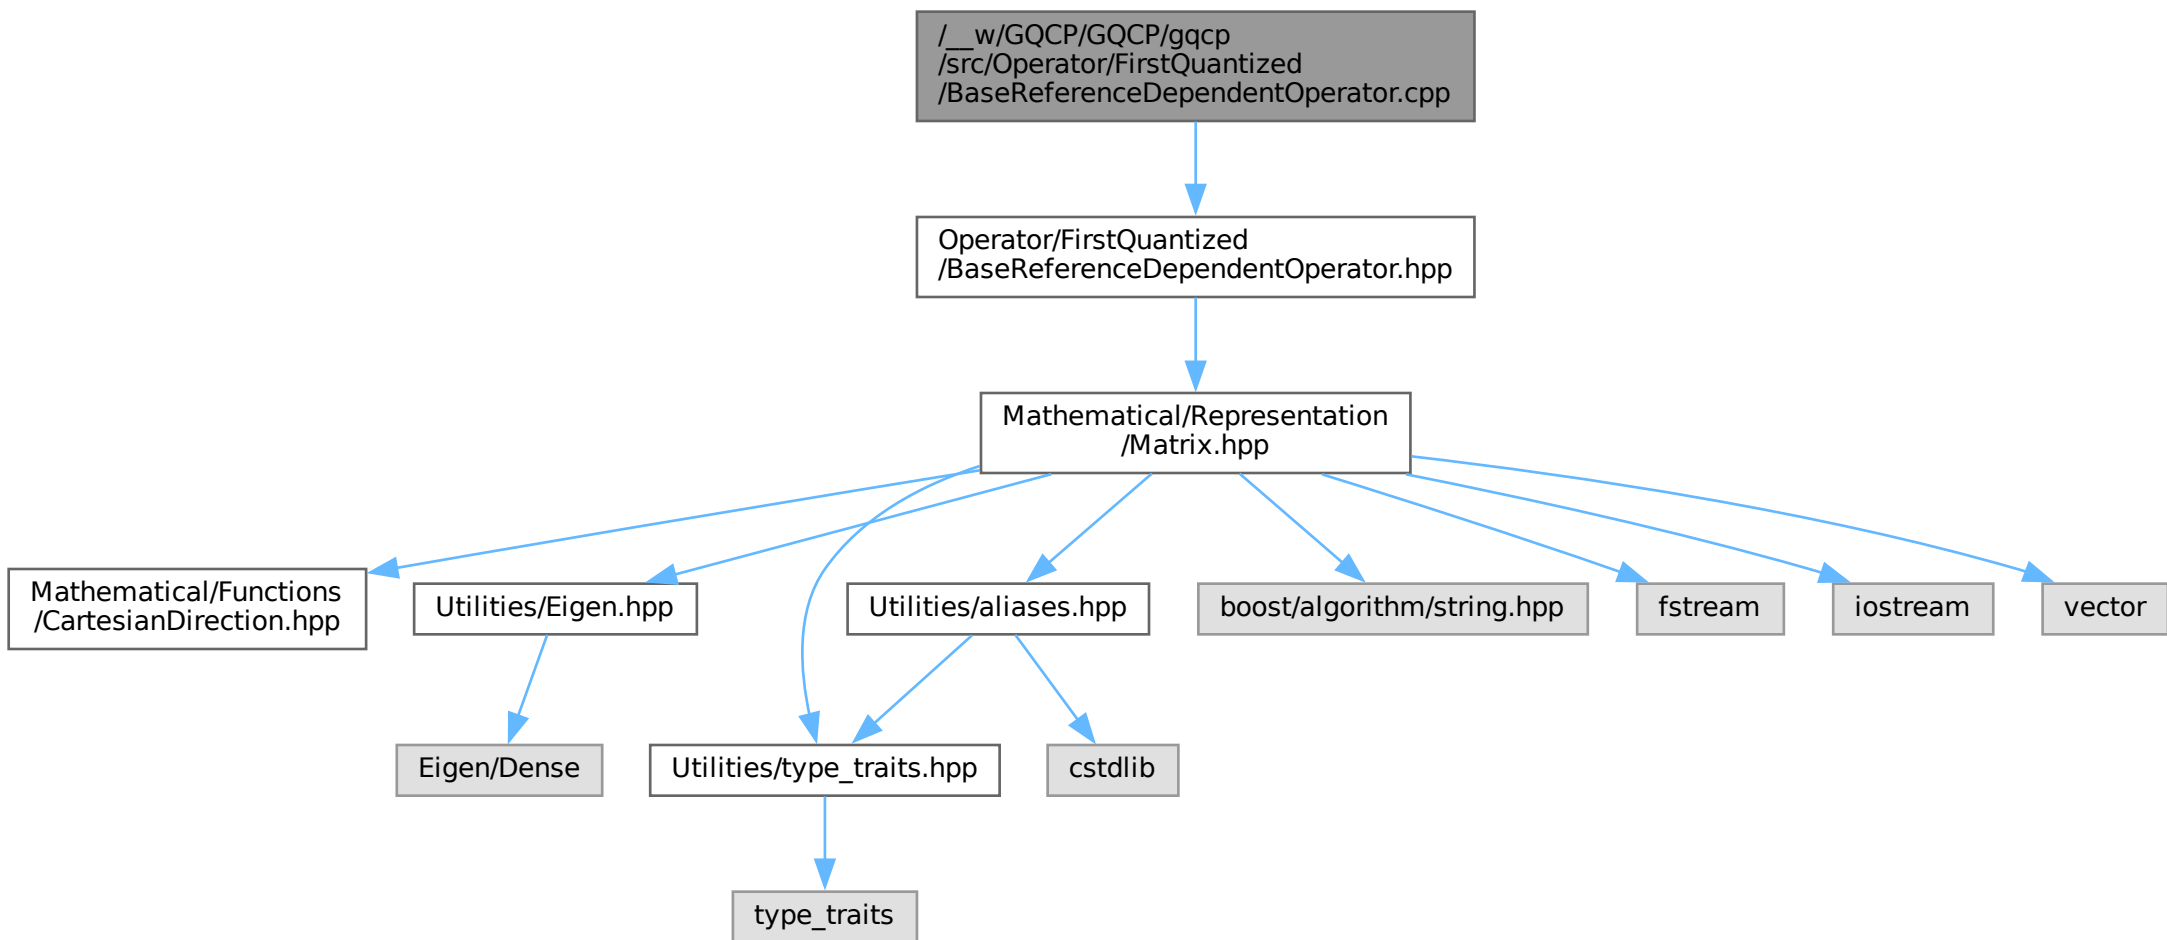 /__w/GQCP/GQCP/gqcp
/src/Operator/FirstQuantized
/BaseReferenceDependentOperator.cpp
Operator/FirstQuantized
/BaseReferenceDependentOperator.hpp
Mathematical/Representation
/Matrix.hpp
Mathematical/Functions
/CartesianDirection.hpp
Utilities/Eigen.hpp
Utilities/aliases.hpp
boost/algorithm/string.hpp
fstream
iostream
vector
Eigen/Dense
Utilities/type_traits.hpp
cstdlib
type_traits